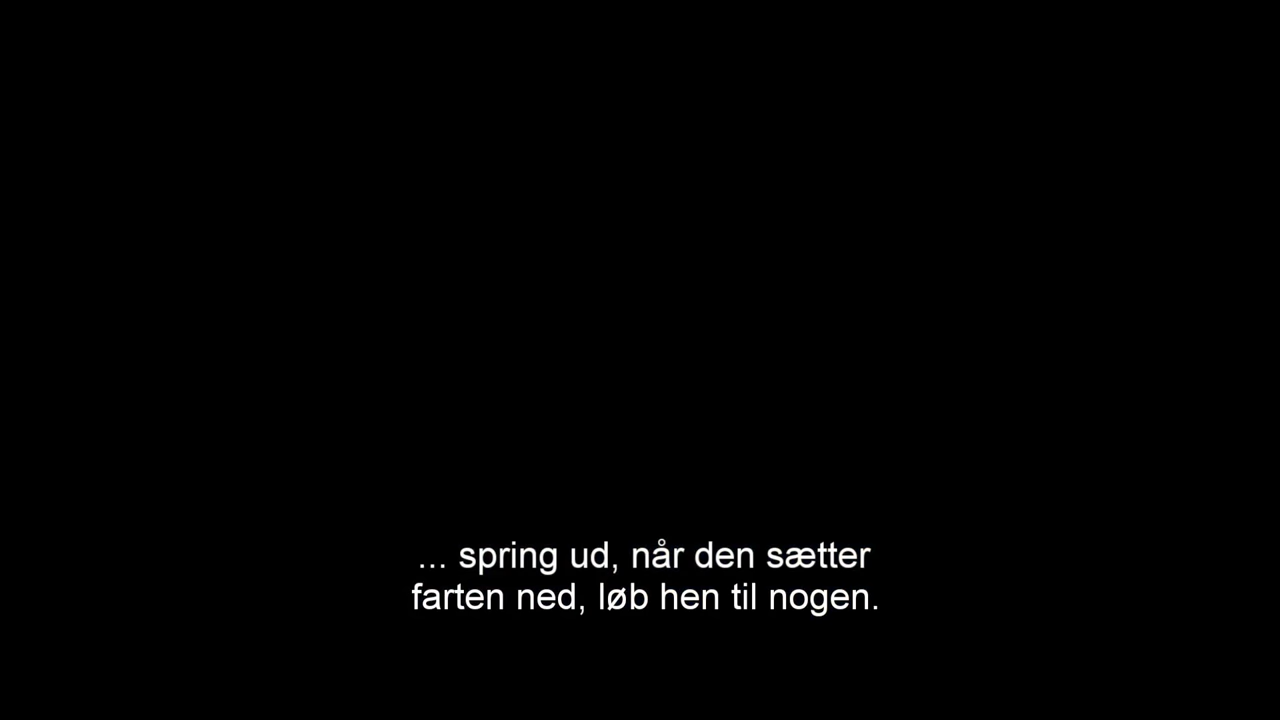 ... spring ud, når den sætter
farten ned, løb hen til nogen.